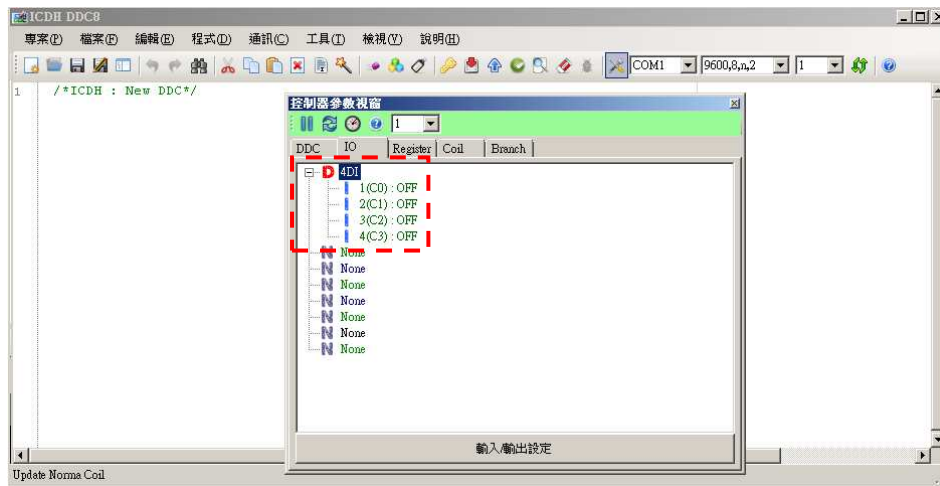 ICDH DDC8
專案(P) 檔案(F) 編輯(E) 程式(D) 通訊(C) 工具(T) 檢視(V) 說明(H)
COM1 9600,8,n,2 1
1 /*ICDH : New DDC*/
控制器參數視窗
1
DDC IO Register Coil Branch
4DI
1(C0) : OFF
2(C1) : OFF
3(C2) : OFF
4(C3) : OFF
None
None
None
None
None
None
None
輸入/輸出設定
Update Norma Coil